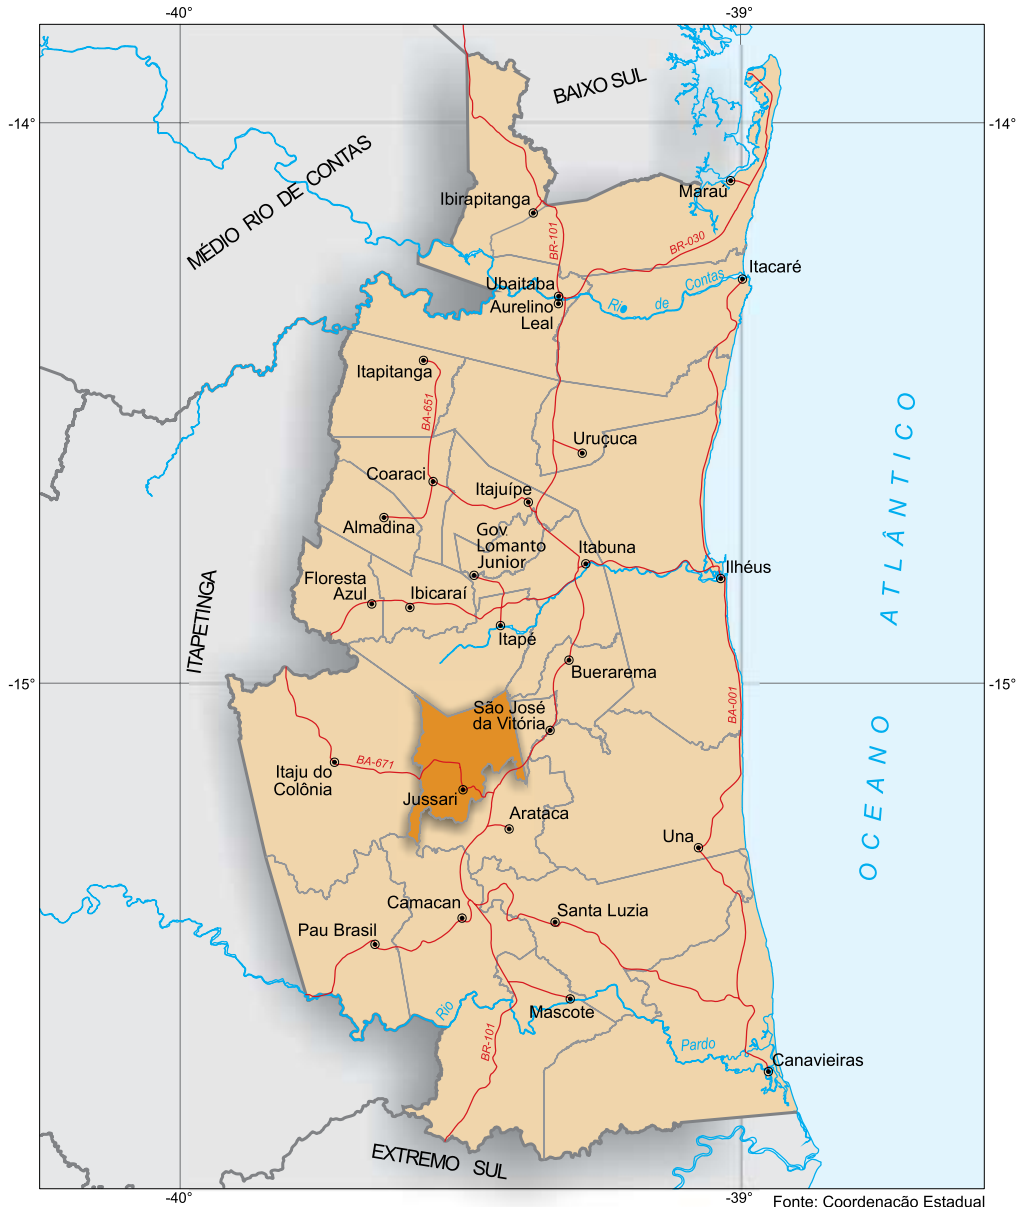 -40°
-39°
BAIXO SUL
-14°
-14°
MÉDIO RIO DE CONTAS
Maraú
Ibirapitanga
BR-101
BR-030
Itacaré
Ubaitaba
Contas
Aurelino
Leal
Rio
de
Itapitanga
BA-651
Uruçuca
Coaraci
Itajuípe
Almadina
Gov.
Lomanto
Junior
Itabuna
Ilhéus
Floresta
Azul
Ibicaraí
ITAPETINGA
Itapé
Buerarema
-15°
-15°
São José
da Vitória
BA-001
BA-671
Itaju do
Colônia
Jussari
Arataca
Una
OCEANO ATLÂNTICO
Camacan
Santa Luzia
Pau Brasil
Rio
Mascote
BR-101
Pardo
Canavieiras
EXTREMO SUL
-40°
-39°
Fonte: Coordenacão Estadual